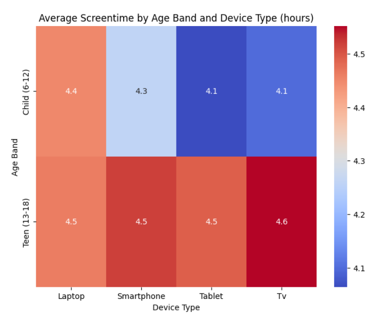 Average Screentime by Age Band and Device Type (hours)
Child (6-12)
4.4 4.3 4.1 4.1
Teen (13-18)
4.5 4.5 4.5 4.6
Age Band
Laptop Smartphone Tablet Tv
Device Type
4.5
4.4
4.3
4.2
4.1